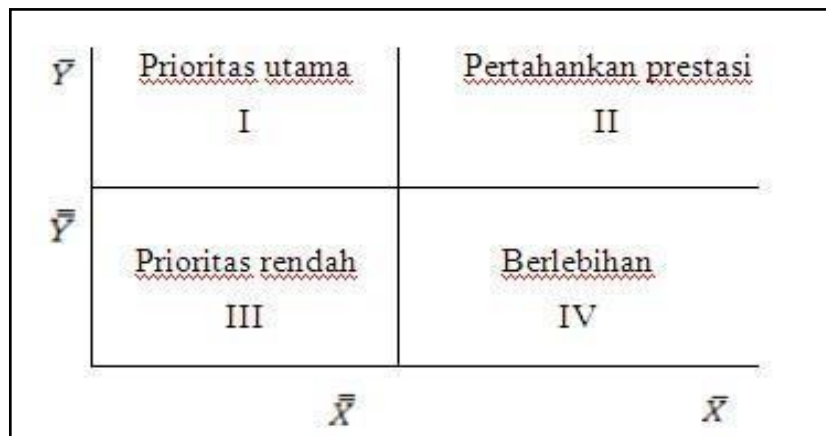 Ȳ Prioritas utama Pertahankan prestasi
I II
Y̿ Prioritas rendah Berlebihan
III IV
X̿ X̄